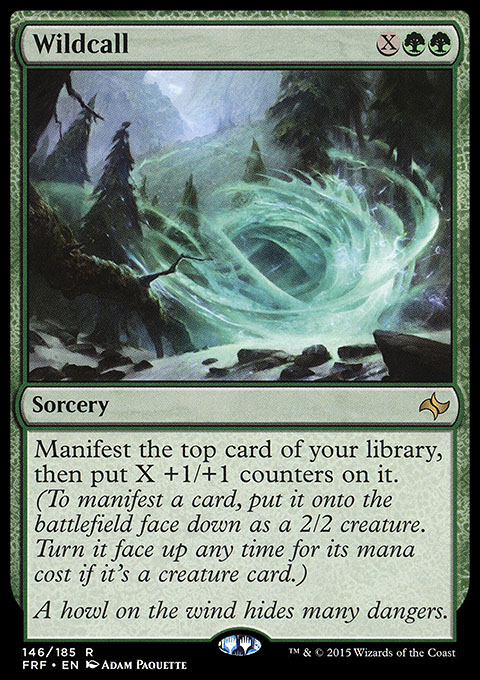 Wildcall X
Sorcery
Manifest the top card of your library,
then put X +1/+1 counters on it.
(To manifest a card, put it onto the
battlefield face down as a 2/2 creature.
Turn it face up any time for its mana
cost if it's a creature card.)
A howl on the wind hides many dangers.
146/185 R
FRF • EN Adam Paquette
™ & © 2015 Wizards of the Coast